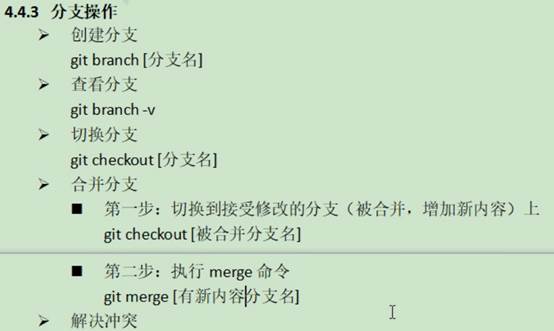 4.4.3 分支操作
➢ 创建分支
git branch [分支名]
➢ 查看分支
git branch -v
➢ 切换分支
git checkout [分支名]
➢ 合并分支
■ 第一步：切换到接受修改的分支（被合并，增加新内容）上
git checkout [被合并分支名]
■ 第二步：执行 merge 命令
git merge [有新内容分支名]
➢ 解决冲突